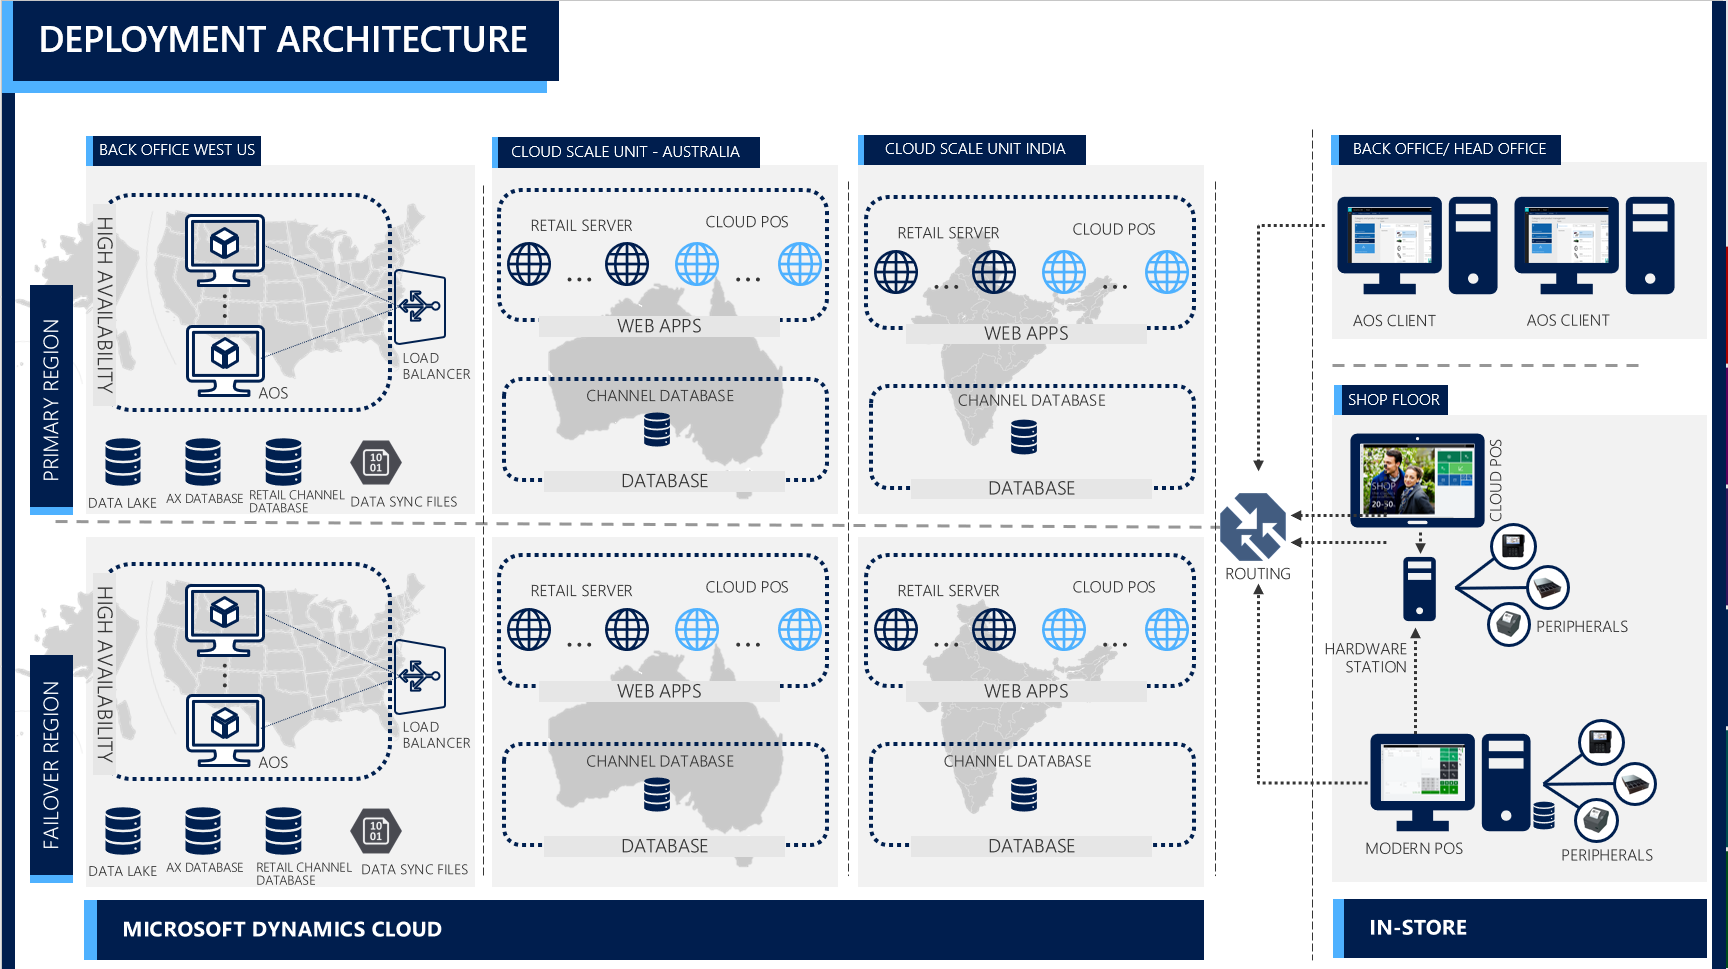 DEPLOYMENT ARCHITECTURE
BACK OFFICE WEST US
CLOUD SCALE UNIT - AUSTRALIA
CLOUD SCALE UNIT INDIA
BACK OFFICE/ HEAD OFFICE
PRIMARY REGION
HIGH AVAILABILITY
AOS
LOAD
BALANCER
DATA LAKE
AX DATABASE
RETAIL CHANNEL
DATABASE
10
01
DATA SYNC FILES
RETAIL SERVER
CLOUD POS
... ...
WEB APPS
CHANNEL DATABASE
DATABASE
RETAIL SERVER
CLOUD POS
... ...
WEB APPS
CHANNEL DATABASE
DATABASE
AOS CLIENT
AOS CLIENT
SHOP FLOOR
SHOP
20-50.
CLOUD POS
ROUTING
PERIPHERALS
HARDWARE
STATION
MODERN POS
PERIPHERALS
FAILOVER REGION
HIGH AVAILABILITY
AOS
LOAD
BALANCER
DATA LAKE
AX DATABASE
RETAIL CHANNEL
DATABASE
10
01
DATA SYNC FILES
RETAIL SERVER
CLOUD POS
... ...
WEB APPS
CHANNEL DATABASE
DATABASE
RETAIL SERVER
CLOUD POS
... ...
WEB APPS
CHANNEL DATABASE
DATABASE
MICROSOFT DYNAMICS CLOUD
IN-STORE